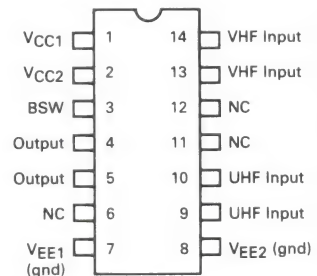 VCC1 1 14 VHF Input
VCC2 2 13 VHF Input
BSW 3 12 NC
Output 4 11 NC
Output 5 10 UHF Input
NC 6 9 UHF Input
VEE1 7 8 VEE2 (gnd)
(gnd)